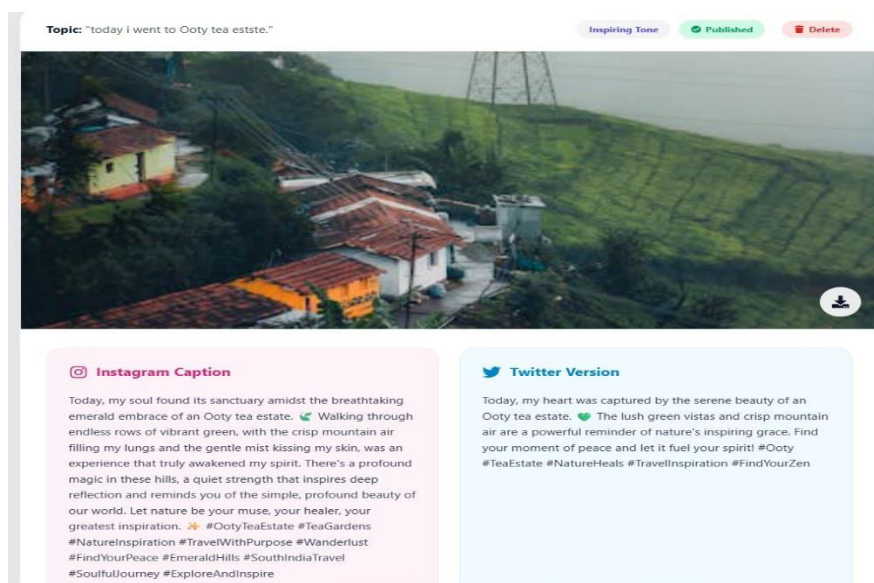 Topic: "today i went to Ooty tea estste."
Inspiring Tone
Published
Delete
Instagram Caption
Today, my soul found its sanctuary amidst the breathtaking
emerald embrace of an Ooty tea estate. 🌿 Walking through
endless rows of vibrant green, with the crisp mountain air
filling my lungs and the gentle mist kissing my skin, was an
experience that truly awakened my spirit. There's a profound
magic in these hills, a quiet strength that inspires deep
reflection and reminds you of the simple, profound beauty of
our world. Let nature be your muse, your healer, your
greatest inspiration. ✨ #OotyTeaEstate #TeaGardens
#NatureInspiration #TravelWithPurpose #Wanderlust
#FindYourPeace #EmeraldHills #SouthIndiaTravel
#SoulfulJourney #ExploreAndInspire
Twitter Version
Today, my heart was captured by the serene beauty of an
Ooty tea estate. 💚 The lush green vistas and crisp mountain
air are a powerful reminder of nature's inspiring grace. Find
your moment of peace and let it fuel your spirit! #Ooty
#TeaEstate #NatureHeals #TravelInspiration #FindYourZen